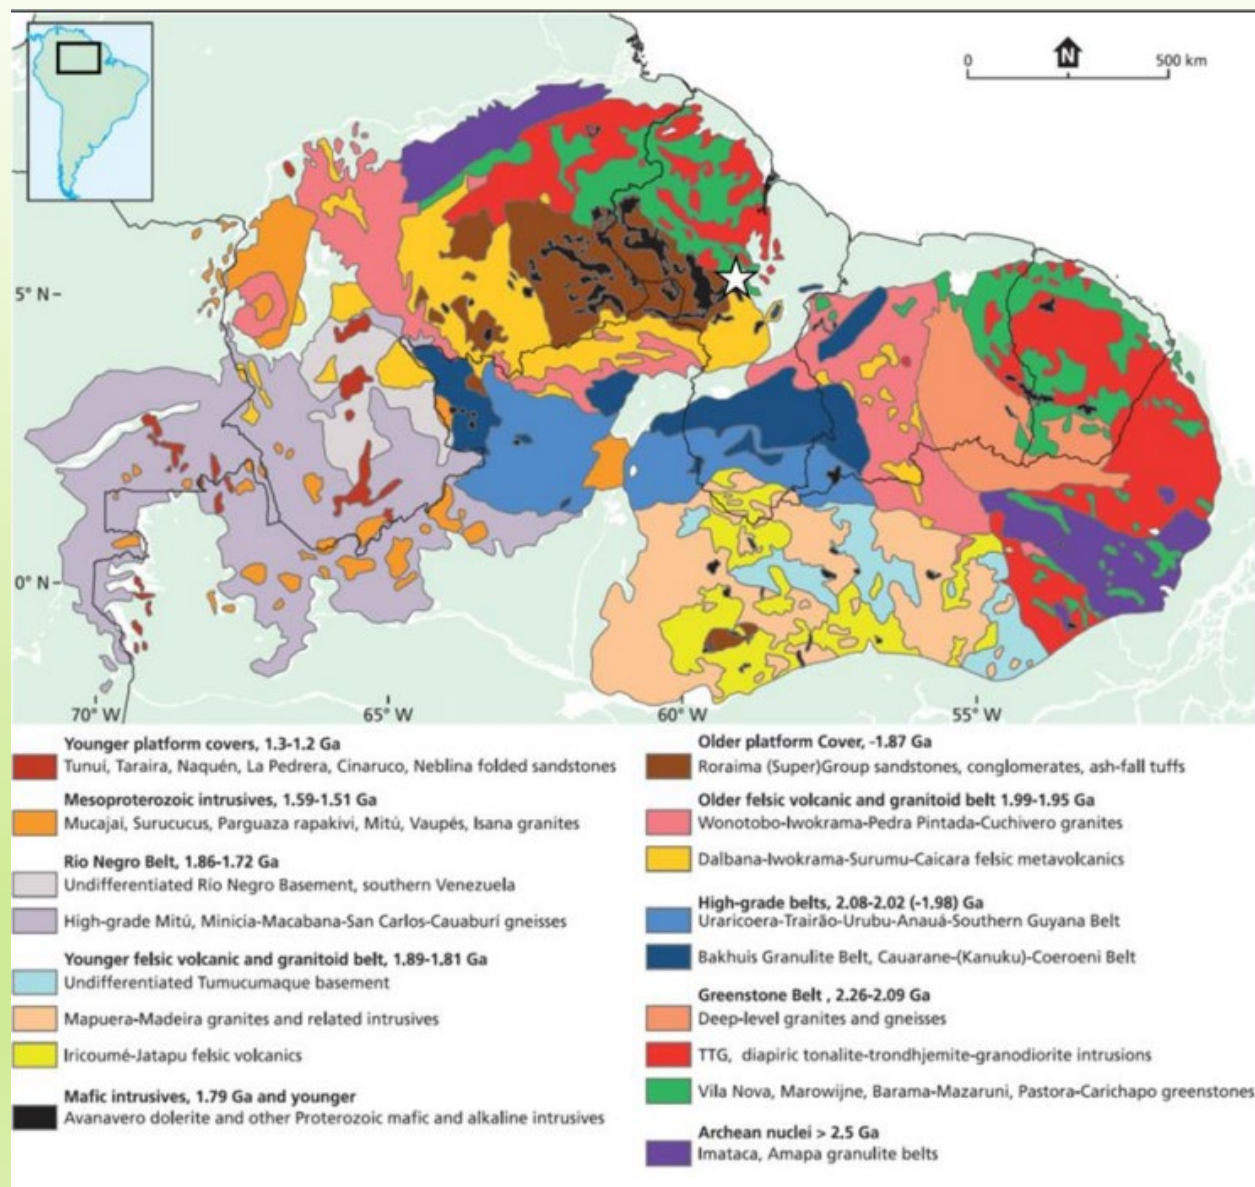 N
0 500 km
5° N
0° N
70° W 65° W 60° W 55° W
Younger platform covers, 1.3-1.2 Ga
Tunuí, Taraira, Naquén, La Pedrera, Cinaruco, Neblina folded sandstones
Mesoproterozoic intrusives, 1.59-1.51 Ga
Mucajaí, Surucucus, Parguaza rapakivi, Mitú, Vaupés, Isana granites
Río Negro Belt, 1.86-1.72 Ga
Undifferentiated Río Negro Basement, southern Venezuela
High-grade Mitú, Minicia-Macabana-San Carlos-Cauaburí gneisses
Younger felsic volcanic and granitoid belt, 1.89-1.81 Ga
Undifferentiated Tumucumaque basement
Mapuera-Madeira granites and related intrusives
Iricoumé-Jatapu felsic volcanics
Mafic intrusives, 1.79 Ga and younger
Avanavero dolerite and other Proterozoic mafic and alkaline intrusives
Older platform Cover, -1.87 Ga
Roraima (Super)Group sandstones, conglomerates, ash-fall tuffs
Older felsic volcanic and granitoid belt 1.99-1.95 Ga
Wonotobo-Iwokrama-Pedra Pintada-Cuchivero granites
Dalbana-Iwokrama-Surumu-Caicara felsic metavolcanics
High-grade belts, 2.08-2.02 (-1.98) Ga
Uraricoera-Trairão-Urubu-Anauá-Southern Guyana Belt
Bakhuis Granulite Belt, Cauarane-(Kanuku)-Coeroeni Belt
Greenstone Belt , 2.26-2.09 Ga
Deep-level granites and gneisses
TTG, diapiric tonalite-trondhjemite-granodiorite intrusions
Vila Nova, Marowijne, Barama-Mazaruni, Pastora-Carichapo greenstones
Archean nuclei > 2.5 Ga
Imataca, Amapa granulite belts